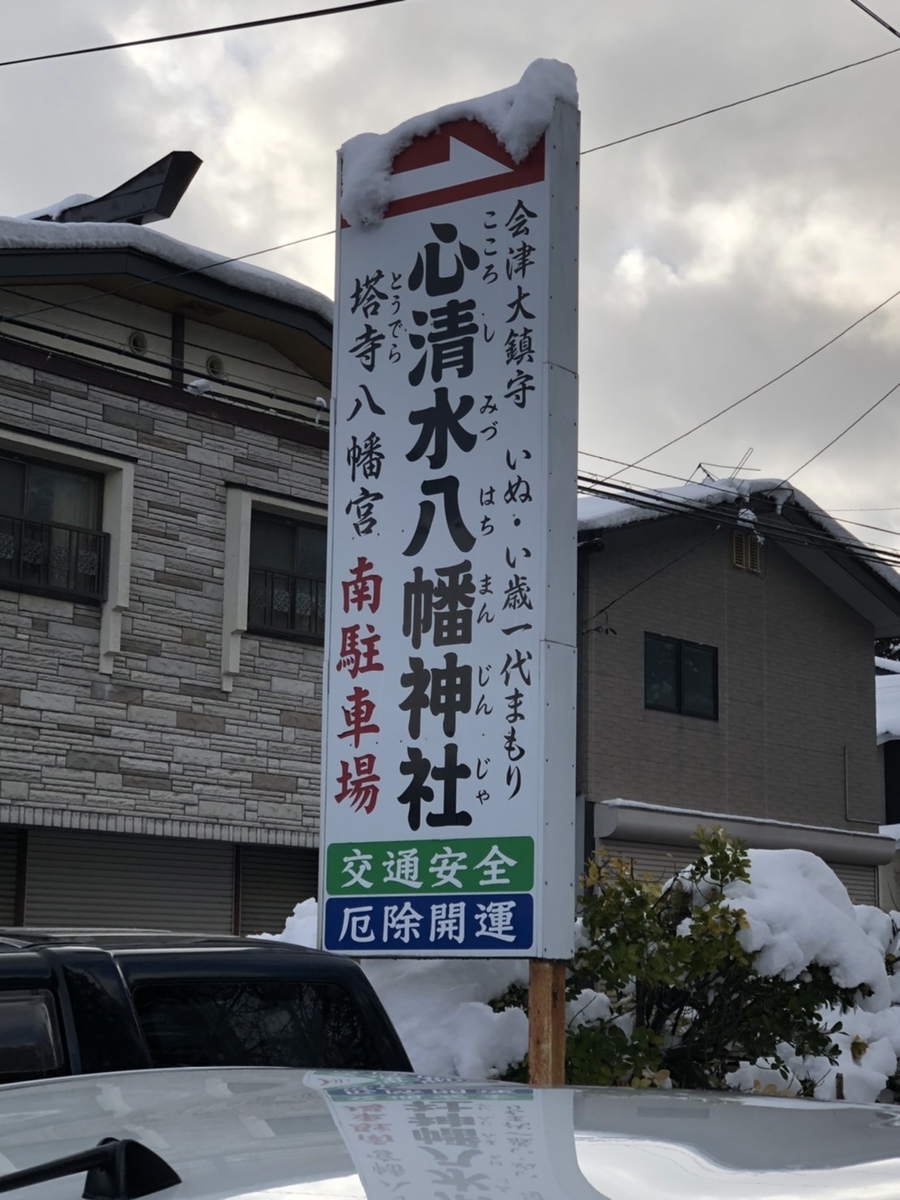 会津大鎮守 いぬ・い歳一代まもり
こころ し みづ はち まん じん じゃ
心清水八幡神社
とうでら
塔寺八幡宮 南駐車場
交通安全
厄除開運